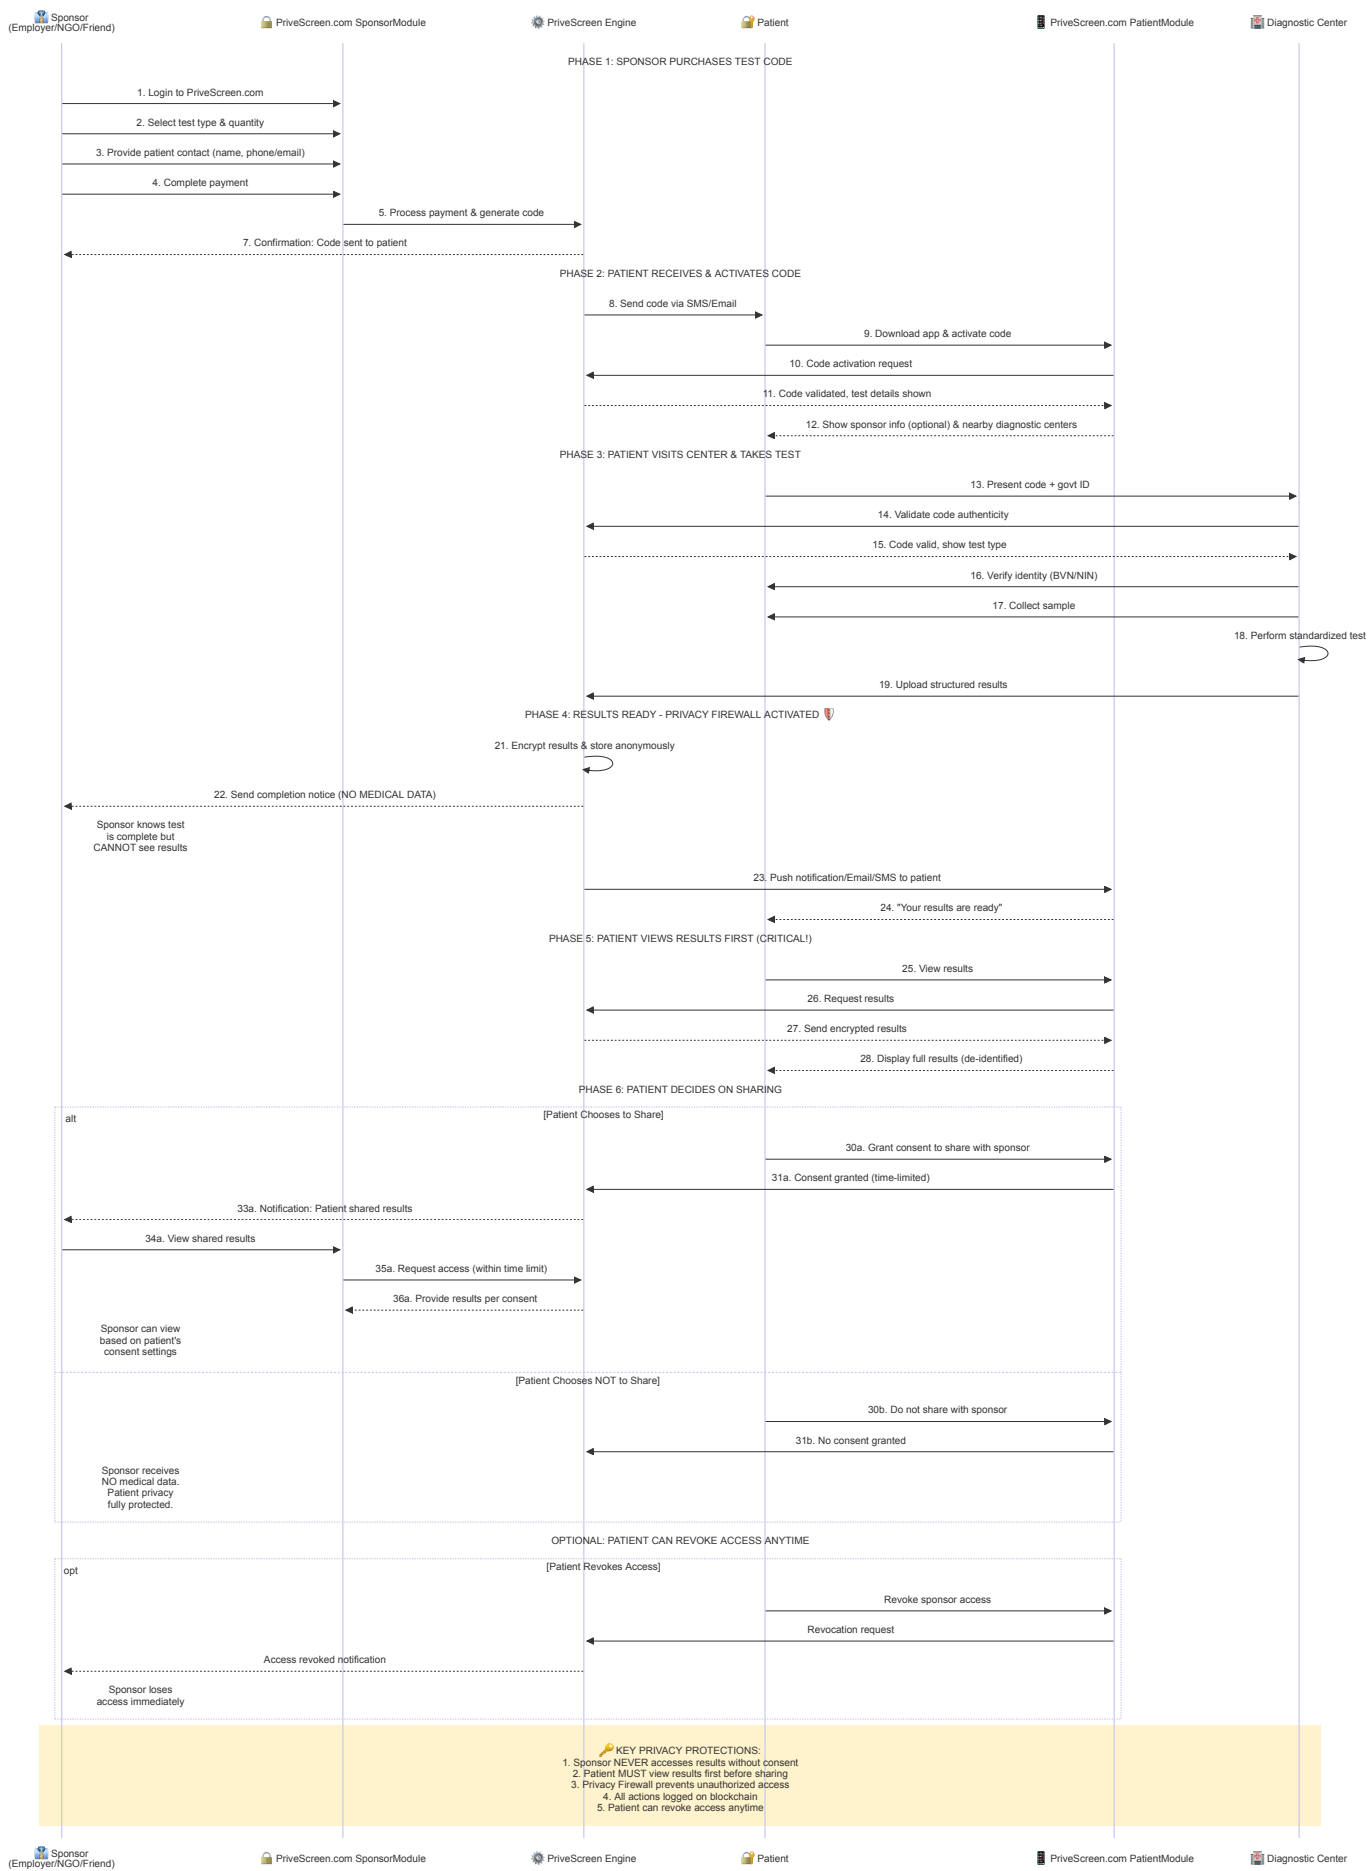 Sponsor
(Employer/NGO/Friend)
PriveScreen.com SponsorModule
PriveScreen Engine
Patient
PriveScreen.com PatientModule
Diagnostic Center
PHASE 1: SPONSOR PURCHASES TEST CODE
1. Login to PriveScreen.com
2. Select test type & quantity
3. Provide patient contact (name, phone/email)
4. Complete payment
5. Process payment & generate code
7. Confirmation: Code sent to patient
PHASE 2: PATIENT RECEIVES & ACTIVATES CODE
8. Send code via SMS/Email
9. Download app & activate code
10. Code activation request
11. Code validated, test details shown
12. Show sponsor info (optional) & nearby diagnostic centers
PHASE 3: PATIENT VISITS CENTER & TAKES TEST
13. Present code + govt ID
14. Validate code authenticity
15. Code valid, show test type
16. Verify identity (BVN/NIN)
17. Collect sample
18. Perform standardized test
19. Upload structured results
PHASE 4: RESULTS READY - PRIVACY FIREWALL ACTIVATED
21. Encrypt results & store anonymously
22. Send completion notice (NO MEDICAL DATA)
Sponsor knows test
is complete but
CANNOT see results
23. Push notification/Email/SMS to patient
24. "Your results are ready"
PHASE 5: PATIENT VIEWS RESULTS FIRST (CRITICAL!)
25. View results
26. Request results
27. Send encrypted results
28. Display full results (de-identified)
PHASE 6: PATIENT DECIDES ON SHARING
alt
[Patient Chooses to Share]
30a. Grant consent to share with sponsor
31a. Consent granted (time-limited)
33a. Notification: Patient shared results
34a. View shared results
35a. Request access (within time limit)
36a. Provide results per consent
Sponsor can view
based on patient's
consent settings
[Patient Chooses NOT to Share]
30b. Do not share with sponsor
31b. No consent granted
Sponsor receives
NO medical data.
Patient privacy
fully protected.
OPTIONAL: PATIENT CAN REVOKE ACCESS ANYTIME
opt
[Patient Revokes Access]
Revoke sponsor access
Revocation request
Access revoked notification
Sponsor loses
access immediately
KEY PRIVACY PROTECTIONS:
1. Sponsor NEVER accesses results without consent
2. Patient MUST view results first before sharing
3. Privacy Firewall prevents unauthorized access
4. All actions logged on blockchain
5. Patient can revoke access anytime
Sponsor
(Employer/NGO/Friend)
PriveScreen.com SponsorModule
PriveScreen Engine
Patient
PriveScreen.com PatientModule
Diagnostic Center